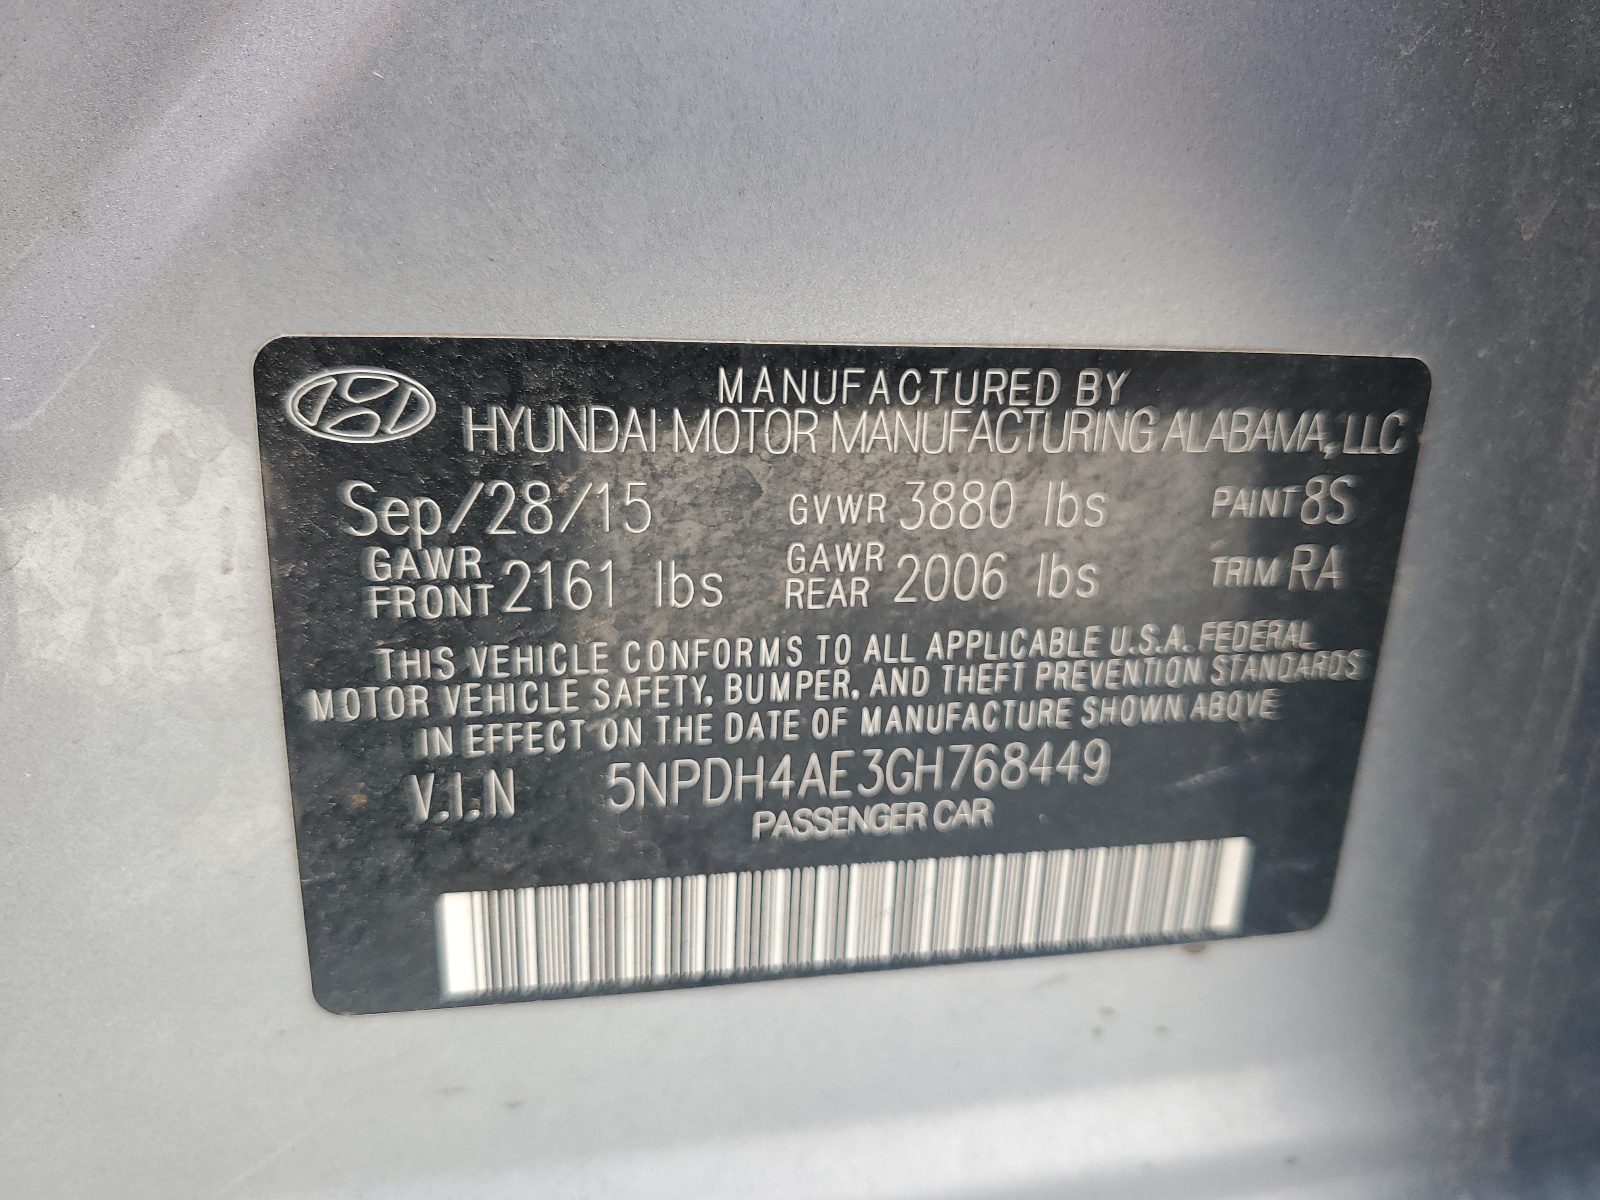 MANUFACTURED BY
HYUNDAI MOTOR MANUFACTURING ALABAMA, LLC
Sep/28/15 GVWR 3880 lbs PAINT 8S
GAWR FRONT 2161 lbs GAWR REAR 2006 lbs TRIM RA
THIS VEHICLE CONFORMS TO ALL APPLICABLE U.S.A. FEDERAL
MOTOR VEHICLE SAFETY, BUMPER, AND THEFT PREVENTION STANDARDS
IN EFFECT ON THE DATE OF MANUFACTURE SHOWN ABOVE
V.I.N 5NPDH4AE3GH768449
PASSENGER CAR